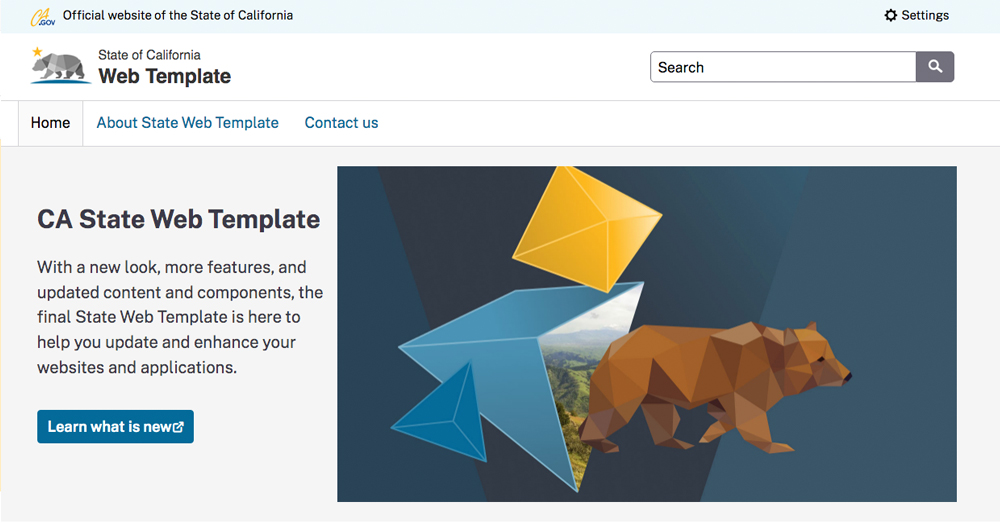 CA.GOV Official website of the State of California
Settings
State of California
Web Template
Search
Home About State Web Template Contact us
CA State Web Template
With a new look, more features, and
updated content and components, the
final State Web Template is here to
help you update and enhance your
websites and applications.
Learn what is new